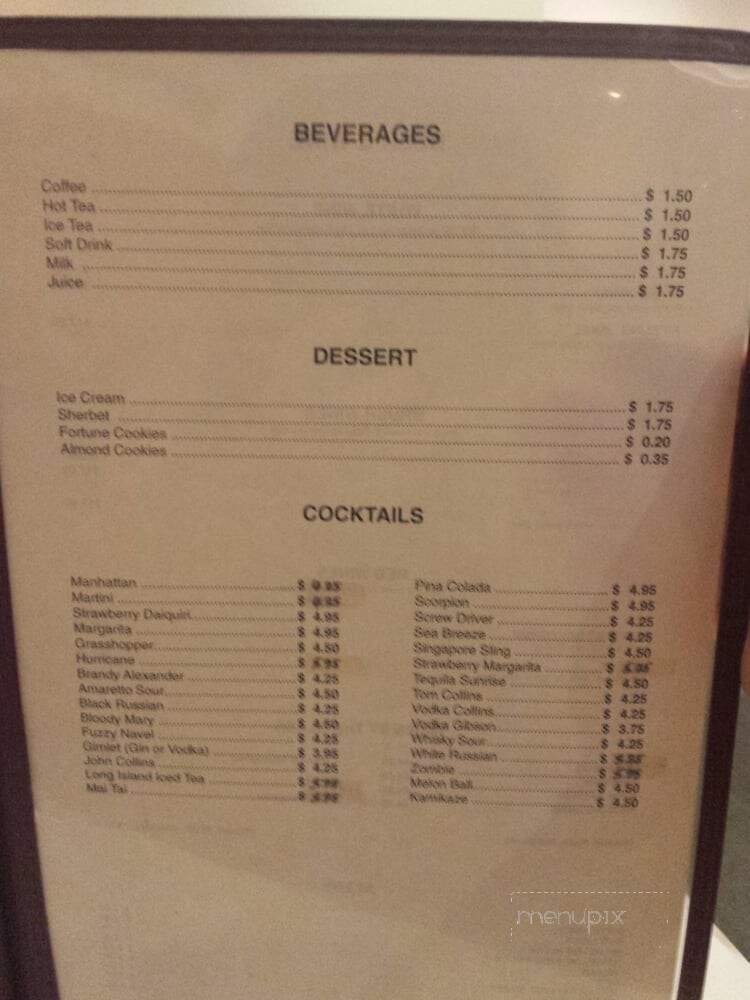 BEVERAGES
Coffee $ 1.50
Hot Tea $ 1.50
Ice Tea $ 1.50
Soft Drink $ 1.75
Milk $ 1.75
Juice $ 1.75
DESSERT
Ice Cream $ 1.75
Sherbet $ 1.75
Fortune Cookies $ 0.20
Almond Cookies $ 0.35
COCKTAILS
Manhattan $
Martini $
Strawberry Daiquiri $ 4.95
Margarita $ 4.95
Grasshopper $ 4.50
Hurricane $
Brandy Alexander $ 4.25
Amaretto Sour $ 4.50
Black Russian $ 4.25
Bloody Mary $ 4.50
Fuzzy Navel $ 4.25
Gimlet (Gin or Vodka) $ 3.95
John Collins $ 4.25
Long Island Iced Tea $
Mai Tai $
Pina Colada $ 4.95
Scorpion $ 4.95
Screw Driver $ 4.25
Sea Breeze $ 4.25
Singapore Sling $ 4.50
Strawberry Margarita $
Tequila Sunrise $ 4.50
Tom Collins $ 4.25
Vodka Collins $ 4.25
Vodka Gibson $ 3.75
Whisky Sour $ 4.25
White Russian $
Zombie $
Melon Ball $ 4.50
Kamikaze $ 4.50
menupix